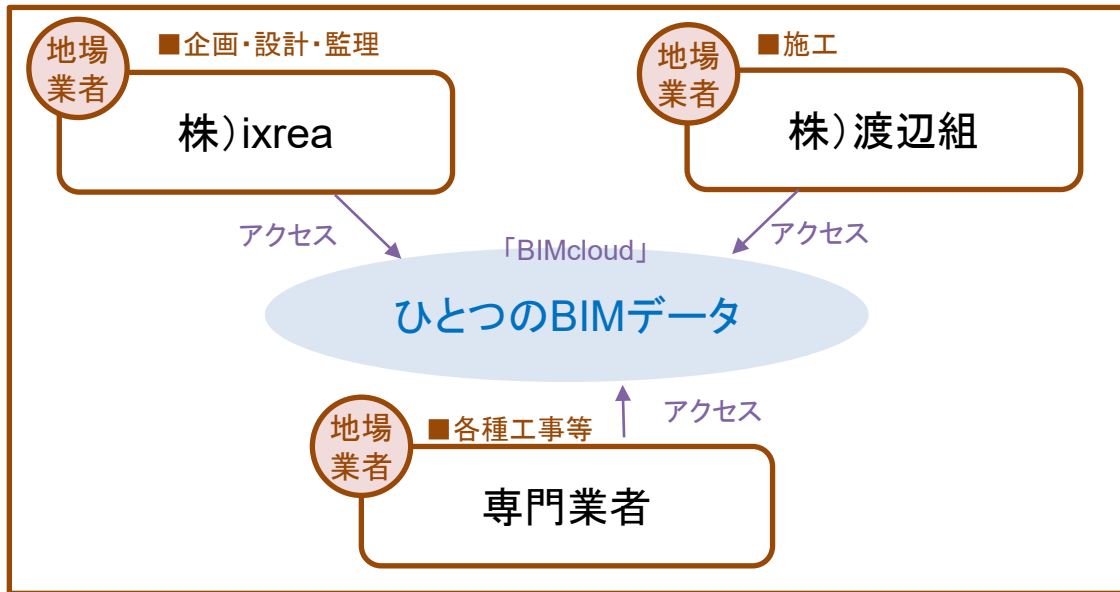 地場
業者
■企画・設計・監理
株）ixrea
地場
業者
■施工
株）渡辺組
アクセス
アクセス
「BIMcloud」
ひとつのBIMデータ
アクセス
地場
業者
■各種工事等
専門業者